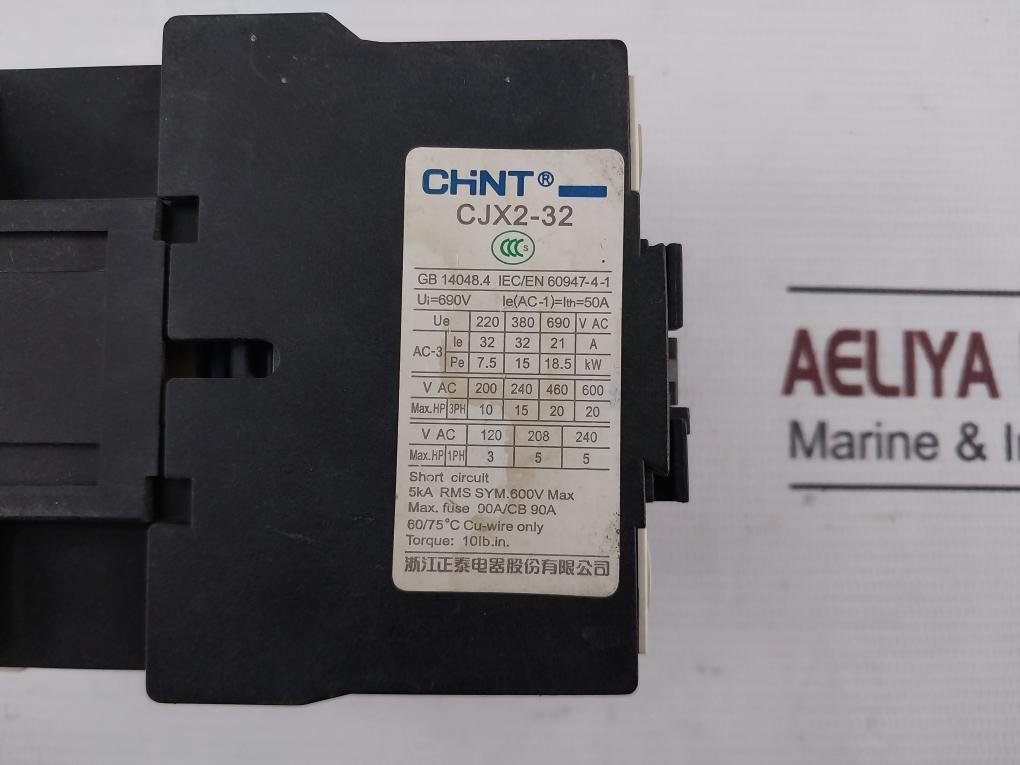 CHiNT®
CJX2-32
CCC S
GB 14048.4 IEC/EN 60947-4-1
Ui=690V Ie(AC-1)=Ith=50A
Ue 220 380 690 V AC
AC-3 Ie 32 32 21 A
Pe 7.5 15 18.5 kW
V AC 200 240 460 600
Max.HP 3PH 10 15 20 20
V AC 120 208 240
Max.HP 1PH 3 5 5
Short circuit
5kA RMS SYM.600V Max
Max. fuse 90A/CB 90A
60/75°C Cu-wire only
Torque: 10lb.in.
浙江正泰电器股份有限公司
AELIYA
Marine & In